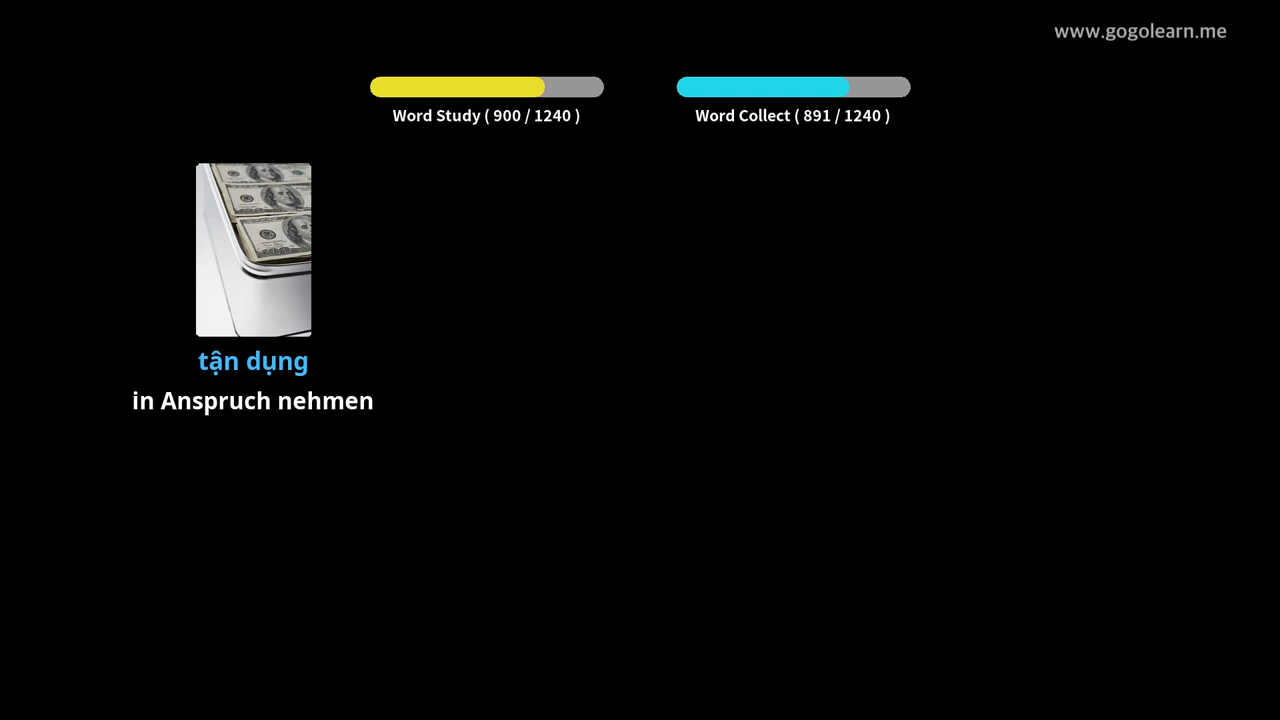 www.gogolearn.me
Word Study ( 900 / 1240 )
Word Collect ( 891 / 1240 )
tận dụng
in Anspruch nehmen